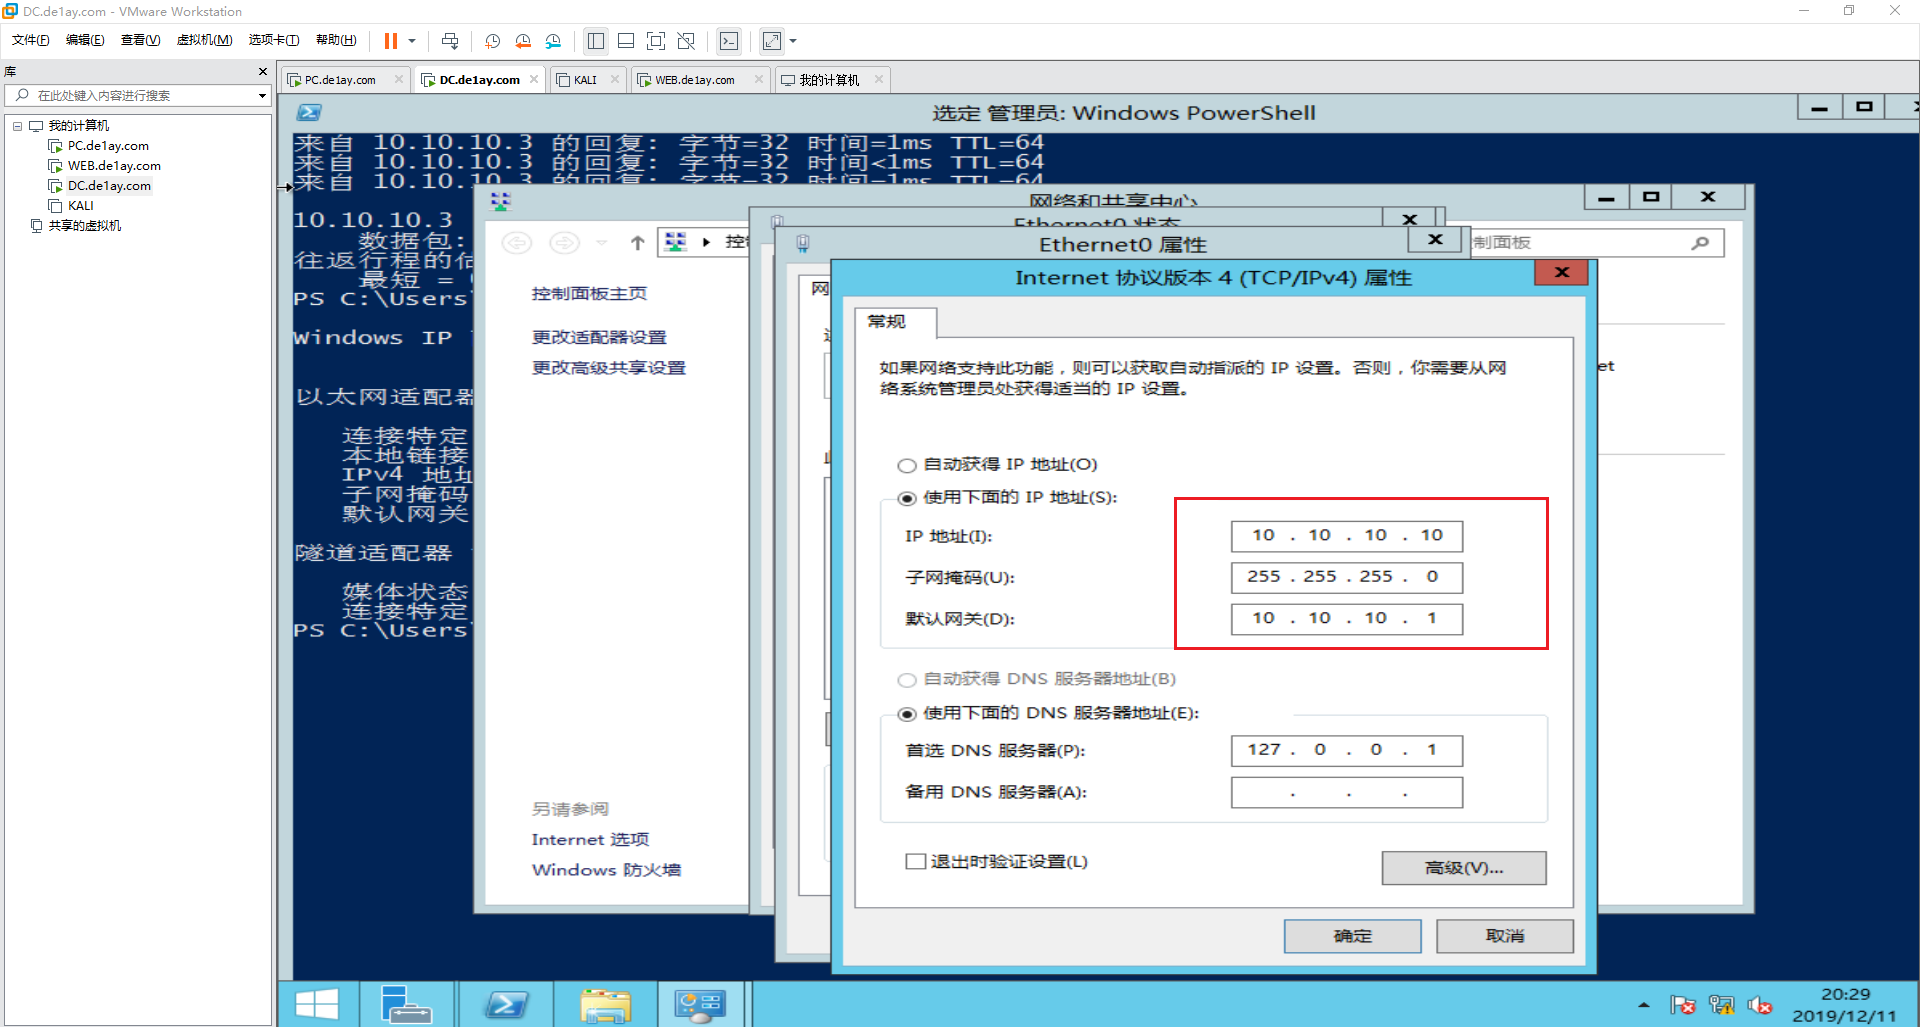 DC.de1ay.com - VMware Workstation
文件(F) 编辑(E) 查看(V) 虚拟机(M) 选项卡(T) 帮助(H)
库
在此处键入内容进行搜索
我的计算机
PC.de1ay.com
WEB.de1ay.com
DC.de1ay.com
KALI
共享的虚拟机
PC.de1ay.com
DC.de1ay.com
KALI
WEB.de1ay.com
我的计算机
选定 管理员: Windows PowerShell
来自 10.10.10.3 的回复: 字节=32 时间=1ms TTL=64
来自 10.10.10.3 的回复: 字节=32 时间<1ms TTL=64
来自 10.10.10.3 的回复: 字节=32 时间=1ms TTL=64
10.10.10.3
数据包:
往返行程的估
最短 =
PS C:\Users\
Windows IP
以太网适配器
连接特定
本地链接
IPv4 地址
子网掩码
默认网关
隧道适配器
媒体状态
连接特定
PS C:\Users\
网络和共享中心
控制面板主页
更改适配器设置
更改高级共享设置
另请参阅
Internet 选项
Windows 防火墙
制面板
et
Ethernet0 状态
Ethernet0 属性
Internet 协议版本 4 (TCP/IPv4) 属性
常规
如果网络支持此功能，则可以获取自动指派的 IP 设置。否则，你需要从网
络系统管理员处获得适当的 IP 设置。
自动获得 IP 地址(O)
使用下面的 IP 地址(S):
IP 地址(I): 10 . 10 . 10 . 10
子网掩码(U): 255 . 255 . 255 . 0
默认网关(D): 10 . 10 . 10 . 1
自动获得 DNS 服务器地址(B)
使用下面的 DNS 服务器地址(E):
首选 DNS 服务器(P): 127 . 0 . 0 . 1
备用 DNS 服务器(A): . . .
退出时验证设置(L)
高级(V)...
确定 取消
20:29
2019/12/11